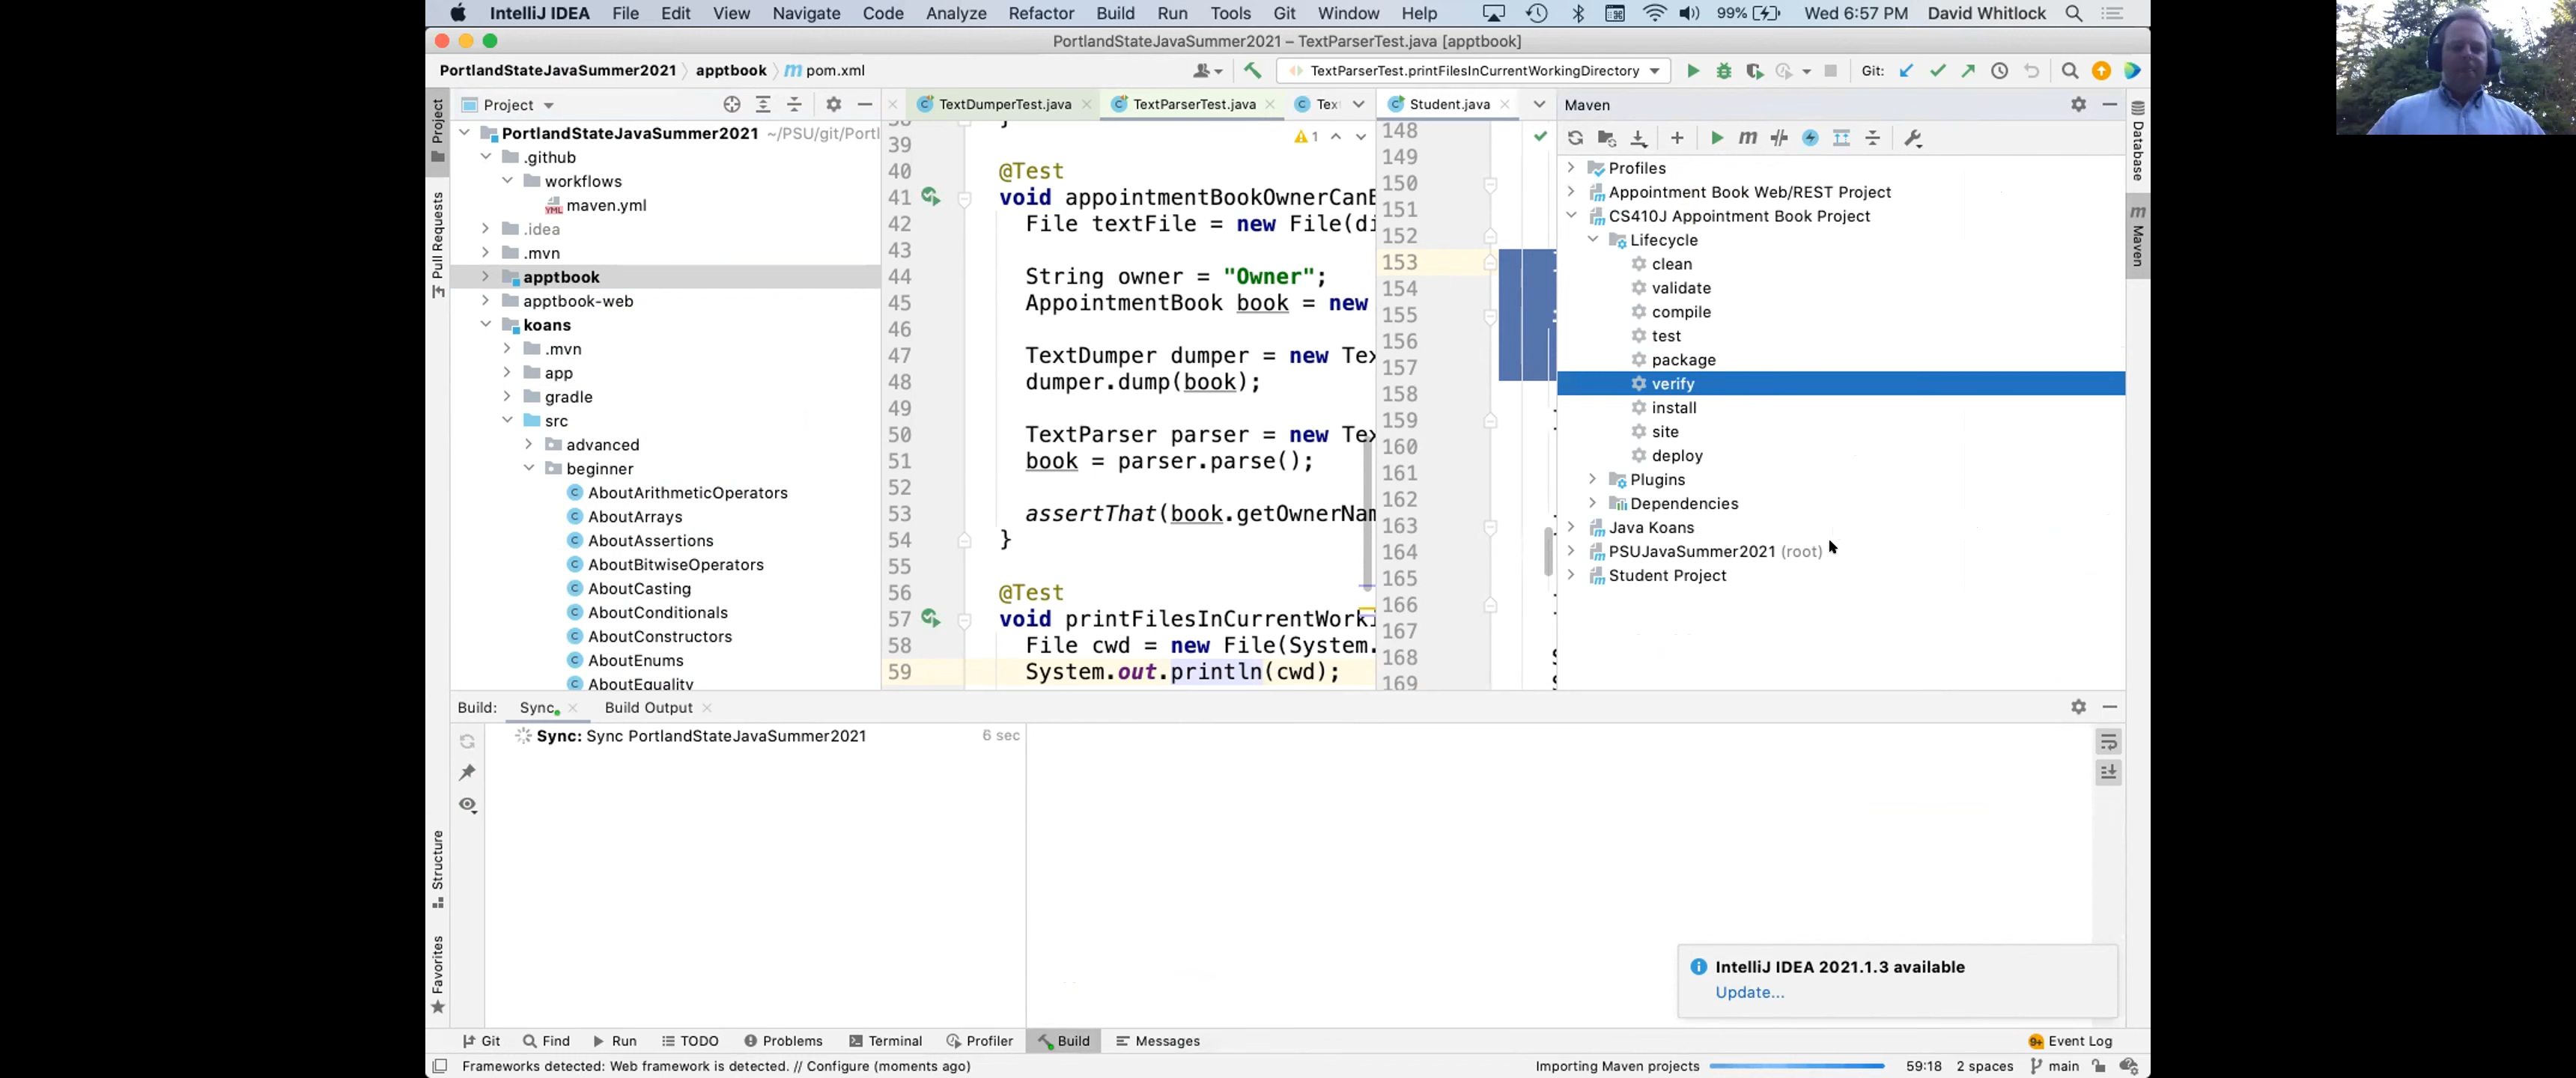 IntelliJ IDEA File Edit View Navigate Code Analyze Refactor Build Run Tools Git Window Help 99% Wed 6:57 PM David Whitlock
PortlandStateJavaSummer2021 – TextParserTest.java [apptbook]
PortlandStateJavaSummer2021 apptbook pom.xml TextParserTest.printFilesInCurrentWorkingDirectory Git:
Project
TextDumperTest.java TextParserTest.java Tex Student.java
Maven
PortlandStateJavaSummer2021 ~/PSU/git/Portl
.github
workflows
maven.yml
.idea
.mvn
apptbook
apptbook-web
koans
.mvn
app
gradle
src
advanced
beginner
AboutArithmeticOperators
AboutArrays
AboutAssertions
AboutBitwiseOperators
AboutCasting
AboutConditionals
AboutConstructors
AboutEnums
AboutEquality
1
39
40 @Test
41 void appointmentBookOwnerCanB
42 File textFile = new File(di
43
44 String owner = "Owner";
45 AppointmentBook book = new
46
47 TextDumper dumper = new Tex
48 dumper.dump(book);
49
50 TextParser parser = new Tex
51 book = parser.parse();
52
53 assertThat(book.getOwnerNam
54 }
55
56 @Test
57 void printFilesInCurrentWorki
58 File cwd = new File(System.
59 System.out.println(cwd);
148
149
150
151
152
153
154
155
156
157
158
159
160
161
162
163
164
165
166
167
168
169
Profiles
Appointment Book Web/REST Project
CS410J Appointment Book Project
Lifecycle
clean
validate
compile
test
package
verify
install
site
deploy
Plugins
Dependencies
Java Koans
PSUJavaSummer2021 (root)
Student Project
Project
Pull Requests
Structure
Favorites
Database
Maven
Build: Sync Build Output
Sync: Sync PortlandStateJavaSummer2021 6 sec
IntelliJ IDEA 2021.1.3 available
Update...
Git Find Run TODO Problems Terminal Profiler Build Messages 9+ Event Log
Frameworks detected: Web framework is detected. // Configure (moments ago) Importing Maven projects 59:18 2 spaces main